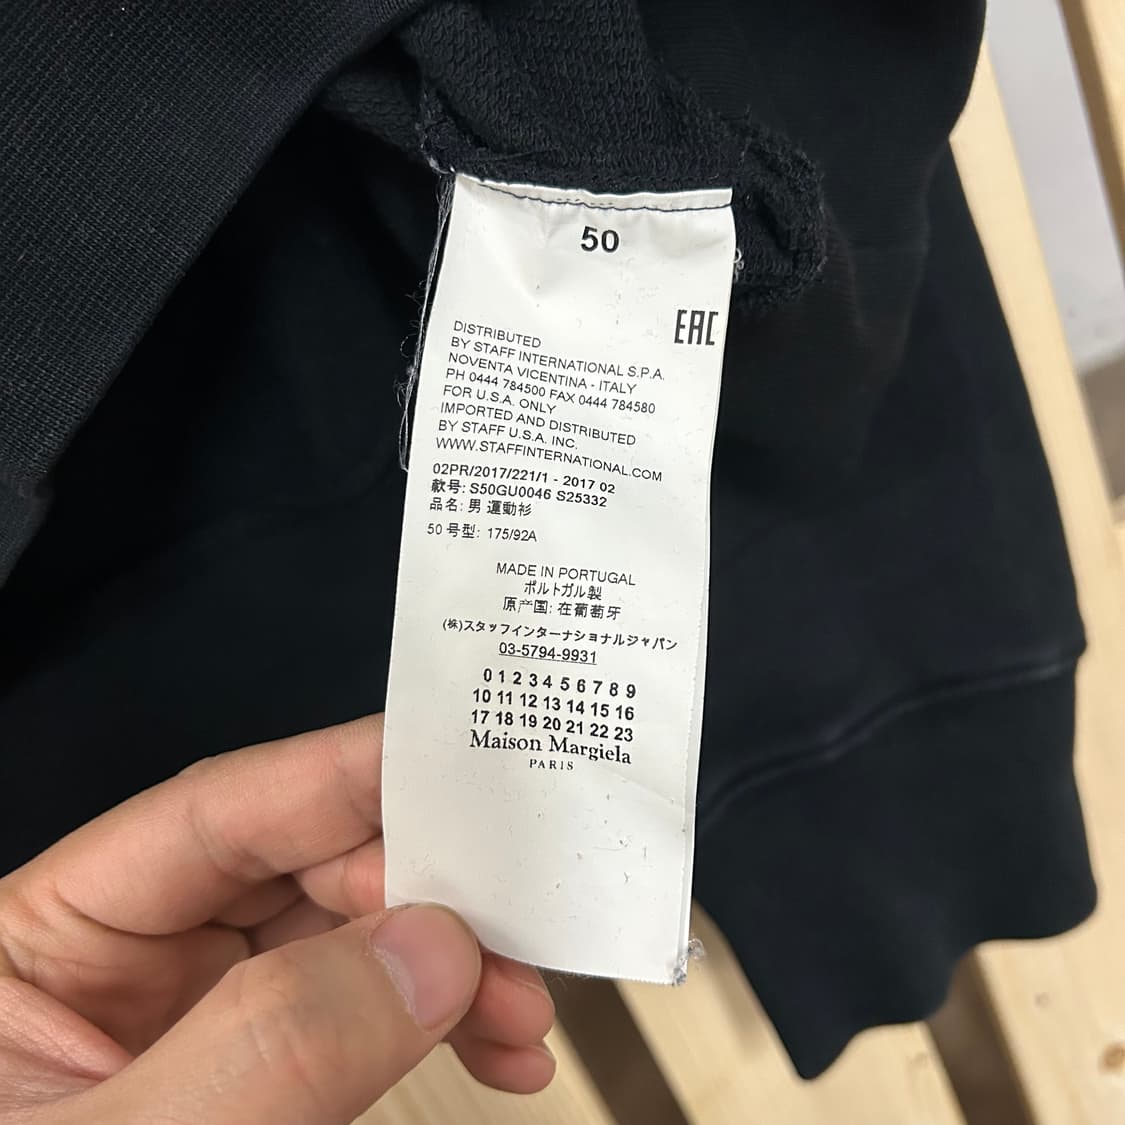 50
EAC
DISTRIBUTED
BY STAFF INTERNATIONAL S.P.A.
NOVENTA VICENTINA - ITALY
PH 0444 784500 FAX 0444 784580
FOR U.S.A. ONLY
IMPORTED AND DISTRIBUTED
BY STAFF U.S.A. INC.
WWW.STAFFINTERNATIONAL.COM
02PR/2017/221/1 - 2017 02
款号: S50GU0046 S25332
品名: 男 運動衫
50 号型: 175/92A
MADE IN PORTUGAL
ポルトガル製
原产国: 在葡萄牙
(株)スタッフインターナショナルジャパン
03-5794-9931
0 1 2 3 4 5 6 7 8 9
10 11 12 13 14 15 16
17 18 19 20 21 22 23
Maison Margiela
PARIS